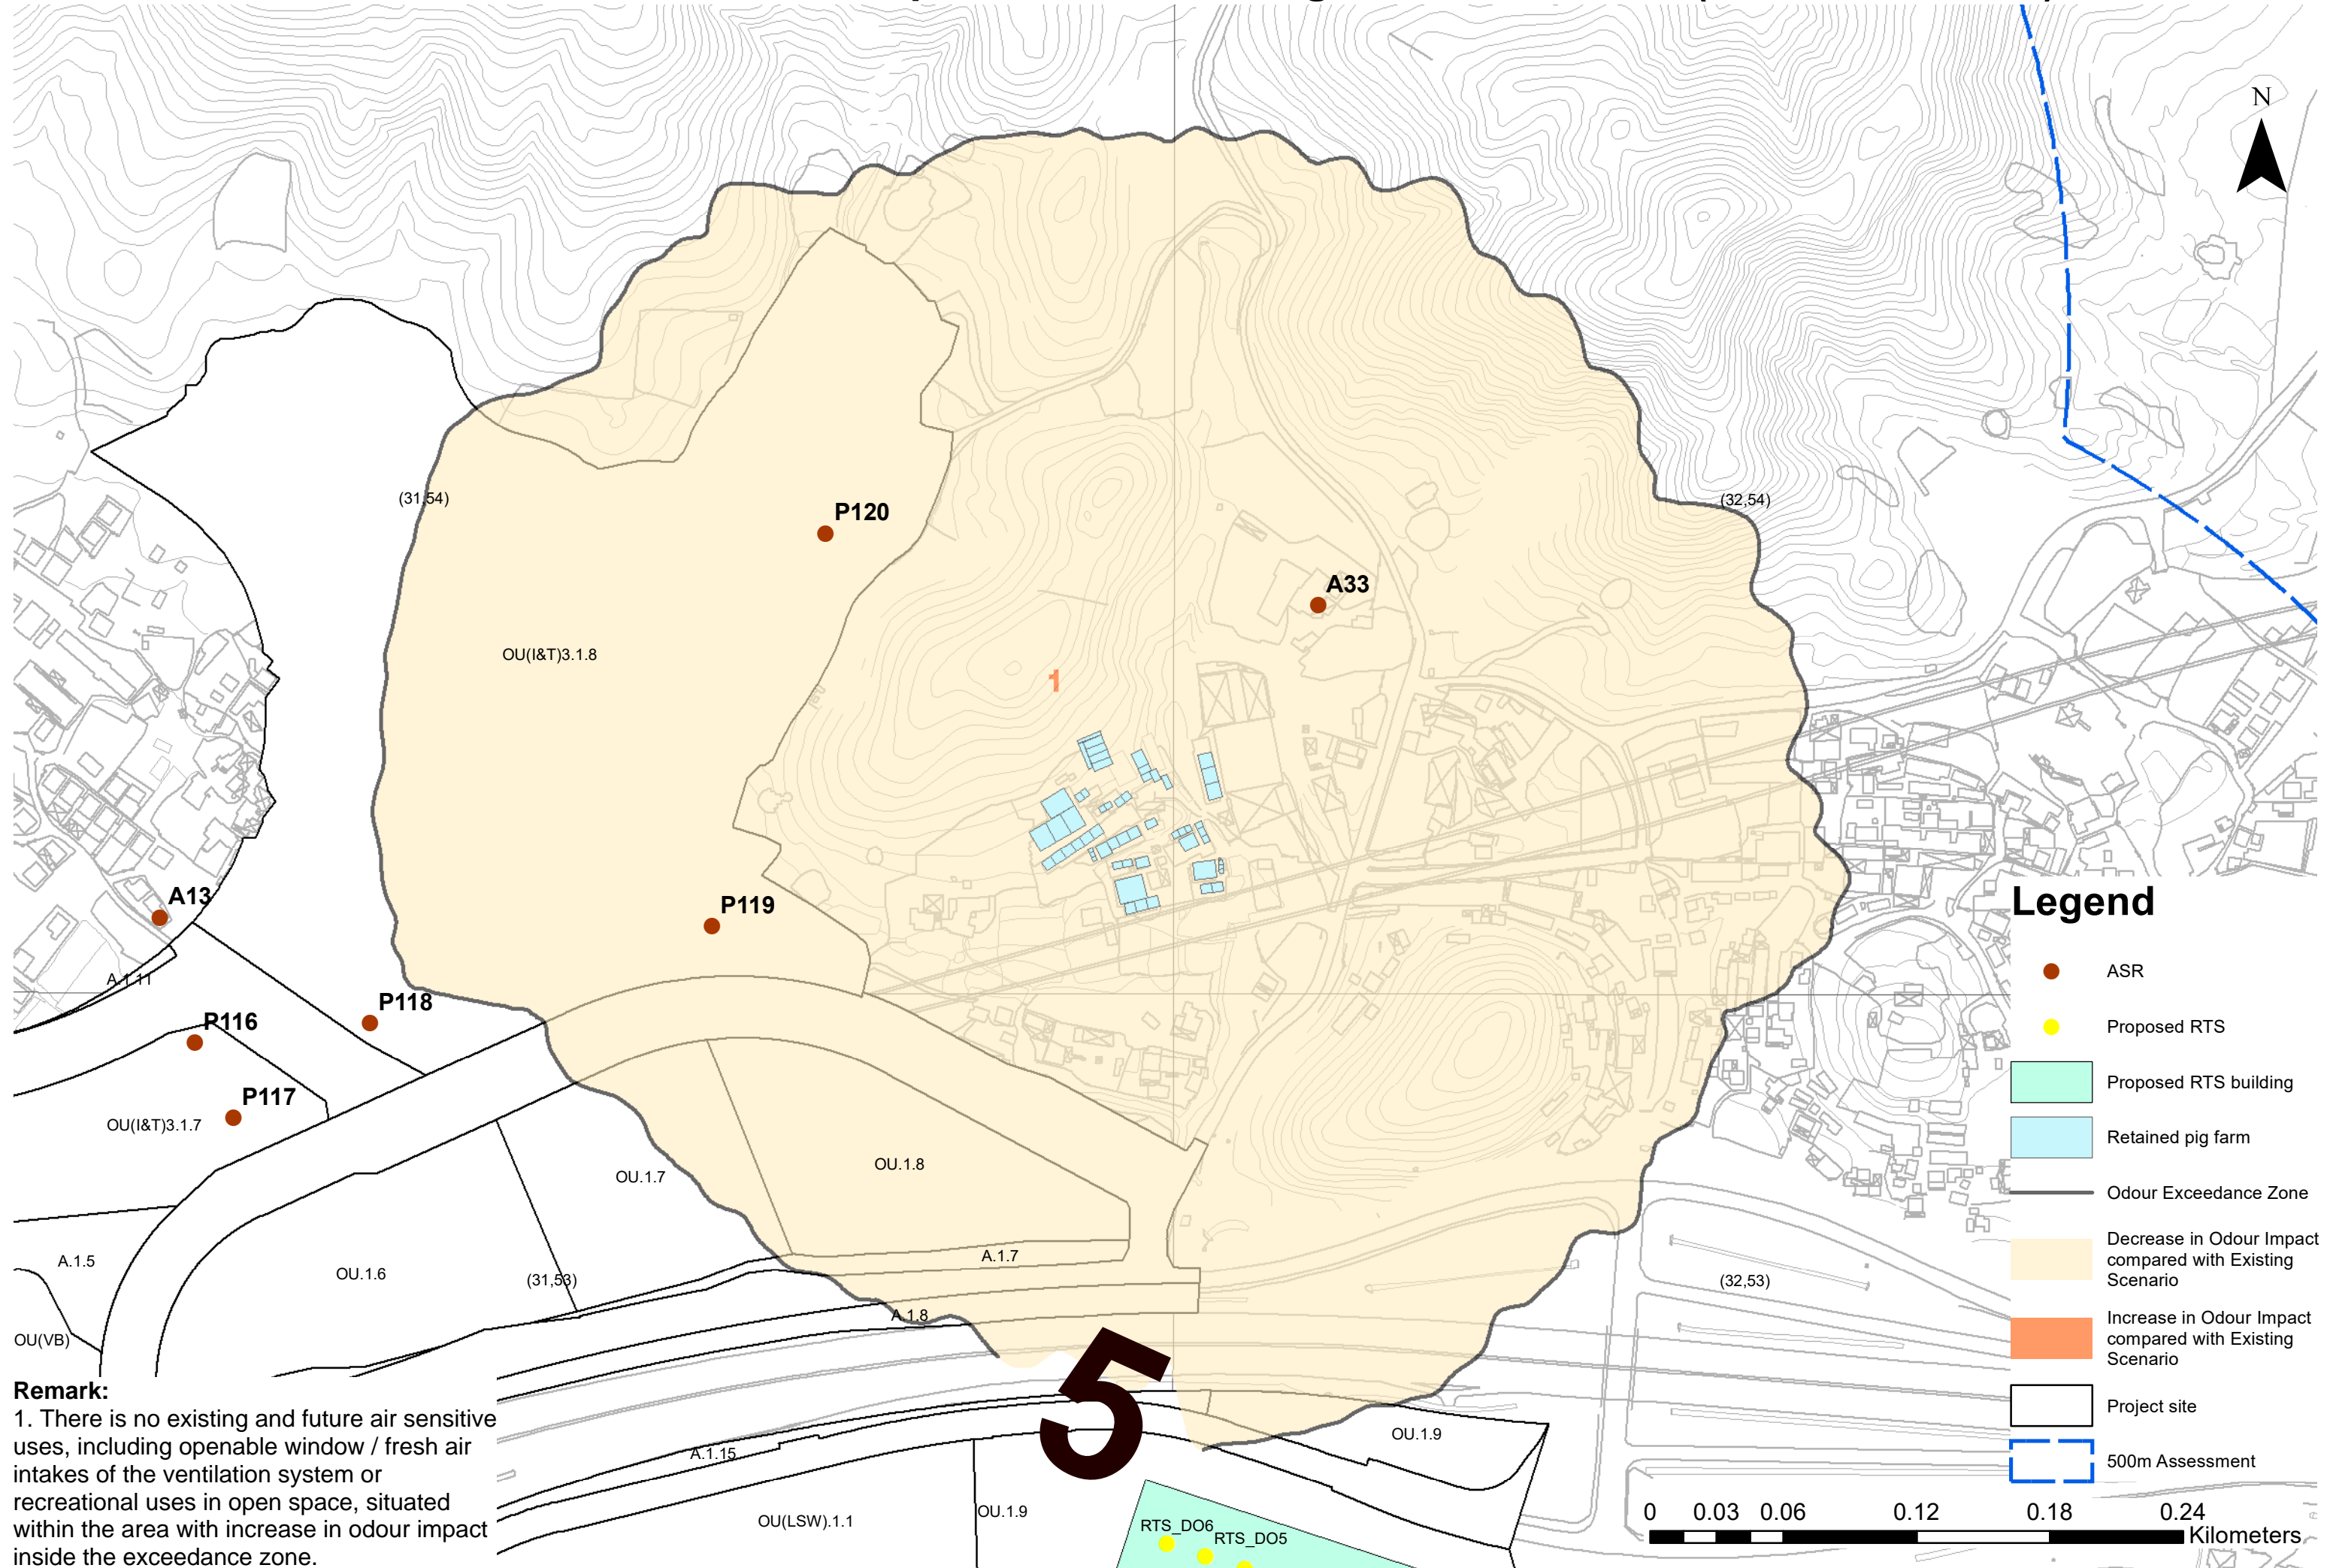 N
(31,54)
(32,54)
P120
A33
OU(I&T)3.1.8
1
A13
P119
A.1.11
P118
P116
P117
OU(I&T)3.1.7
OU.1.7
OU.1.8
A.1.5
OU.1.6
(31,53)
A.1.7
(32,53)
A.1.8
OU(VB)
5
OU.1.9
A.1.15
OU(LSW).1.1
OU.1.9
RTS_DO6
RTS_DO5
Legend
ASR
Proposed RTS
Proposed RTS building
Retained pig farm
Odour Exceedance Zone
Decrease in Odour Impact
compared with Existing
Scenario
Increase in Odour Impact
compared with Existing
Scenario
Project site
500m Assessment
0 0.03 0.06 0.12 0.18 0.24
Kilometers
Remark:
1. There is no existing and future air sensitive
uses, including openable window / fresh air
intakes of the ventilation system or
recreational uses in open space, situated
within the area with increase in odour impact
inside the exceedance zone.